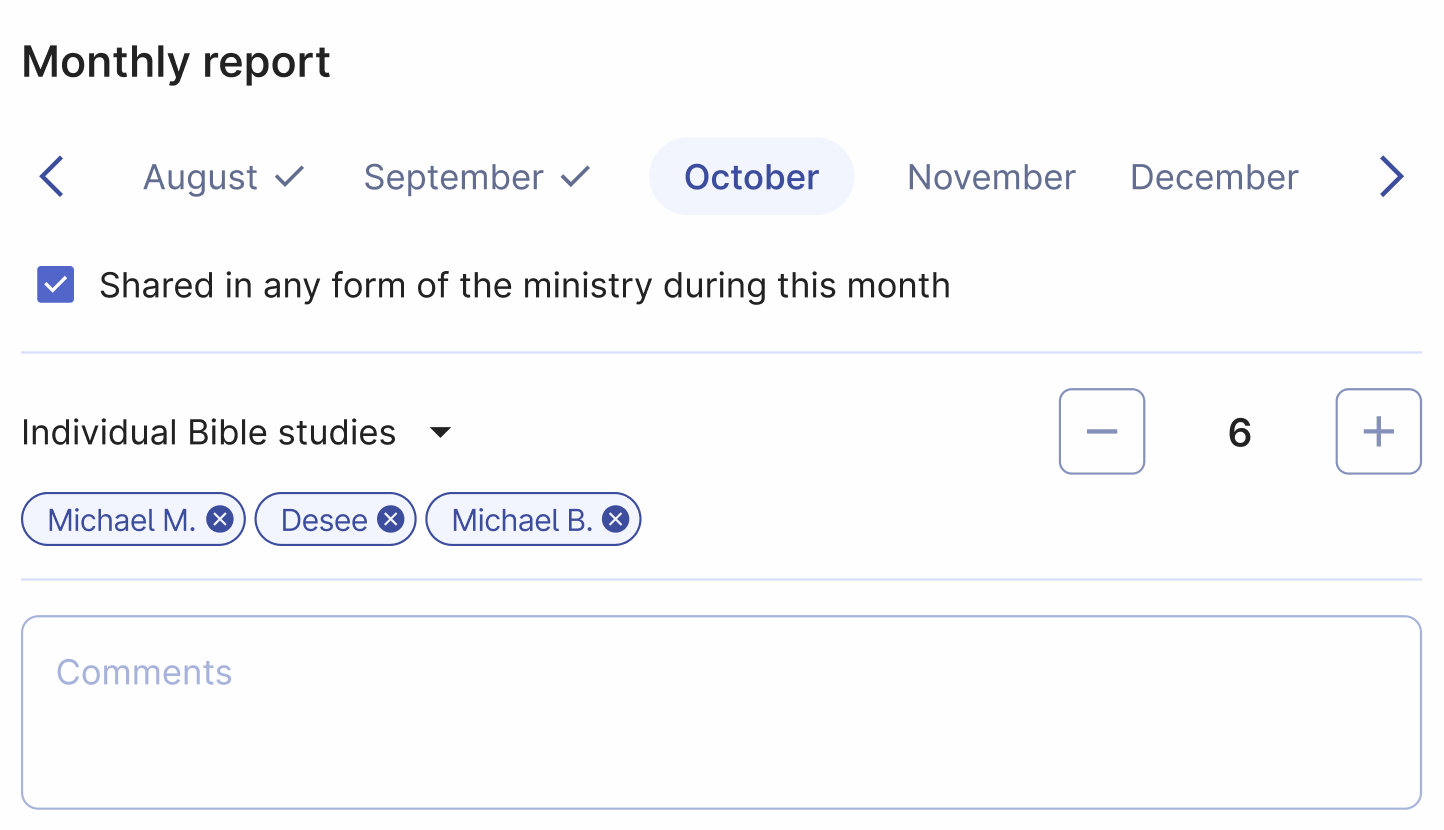 Monthly report
August September October November December
Shared in any form of the ministry during this month
Individual Bible studies 6
Michael M. Desee Michael B.
Comments